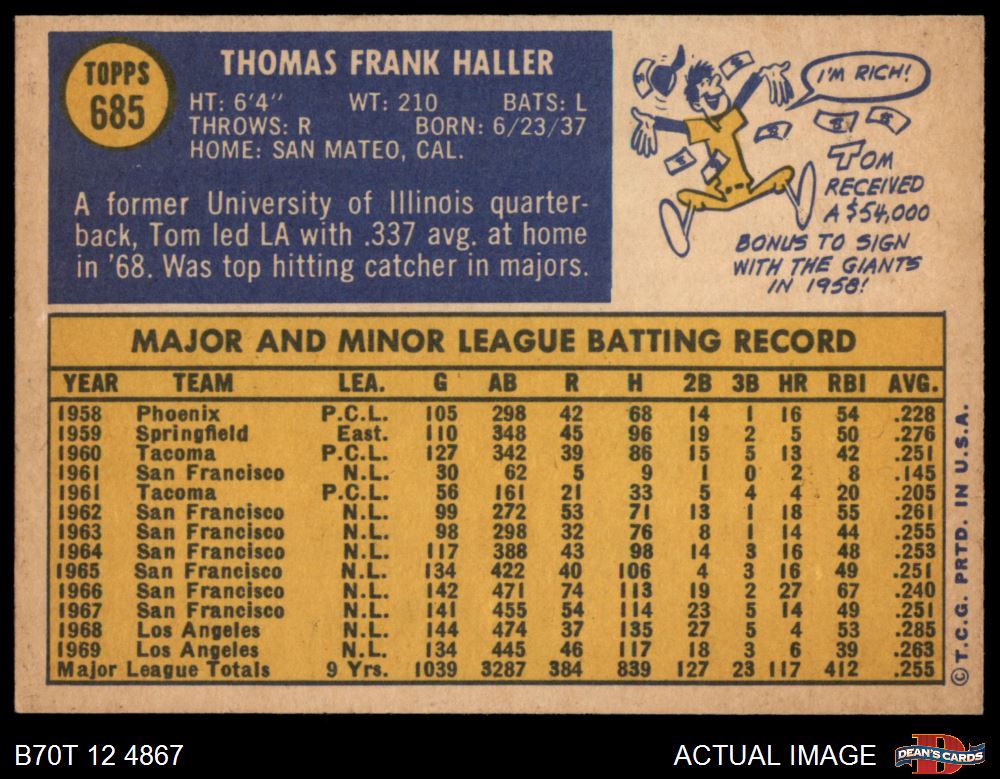 TOPPS
685
THOMAS FRANK HALLER
HT: 6'4" WT: 210 BATS: L
THROWS: R BORN: 6/23/37
HOME: SAN MATEO, CAL.
A former University of Illinois quarter-
back, Tom led LA with .337 avg. at home
in '68. Was top hitting catcher in majors.
I'M RICH!
TOM
RECEIVED
A $54,000
BONUS TO SIGN
WITH THE GIANTS
IN 1958!
MAJOR AND MINOR LEAGUE BATTING RECORD
YEAR TEAM LEA. G AB R H 2B 3B HR RBI AVG.
1958 Phoenix P.C.L. 105 298 42 68 14 1 16 54 .228
1959 Springfield East. 110 348 45 96 19 2 5 50 .276
1960 Tacoma P.C.L. 127 342 39 86 15 5 13 42 .251
1961 San Francisco N.L. 30 62 5 9 1 0 2 8 .145
1961 Tacoma P.C.L. 56 161 21 33 5 4 4 20 .205
1962 San Francisco N.L. 99 272 53 71 13 1 18 55 .261
1963 San Francisco N.L. 98 298 32 76 8 1 14 44 .255
1964 San Francisco N.L. 117 388 43 98 14 3 16 48 .253
1965 San Francisco N.L. 134 422 40 106 4 3 16 49 .251
1966 San Francisco N.L. 142 471 74 113 19 2 27 67 .240
1967 San Francisco N.L. 141 455 54 114 23 5 14 49 .251
1968 Los Angeles N.L. 144 474 37 135 27 5 4 53 .285
1969 Los Angeles N.L. 134 445 46 117 18 3 6 39 .263
Major League Totals 9 Yrs. 1039 3287 384 839 127 23 117 412 .255
©T.C.G. PRTD. IN U.S.A.
B70T 12 4867
ACTUAL IMAGE
DEAN'S CARDS